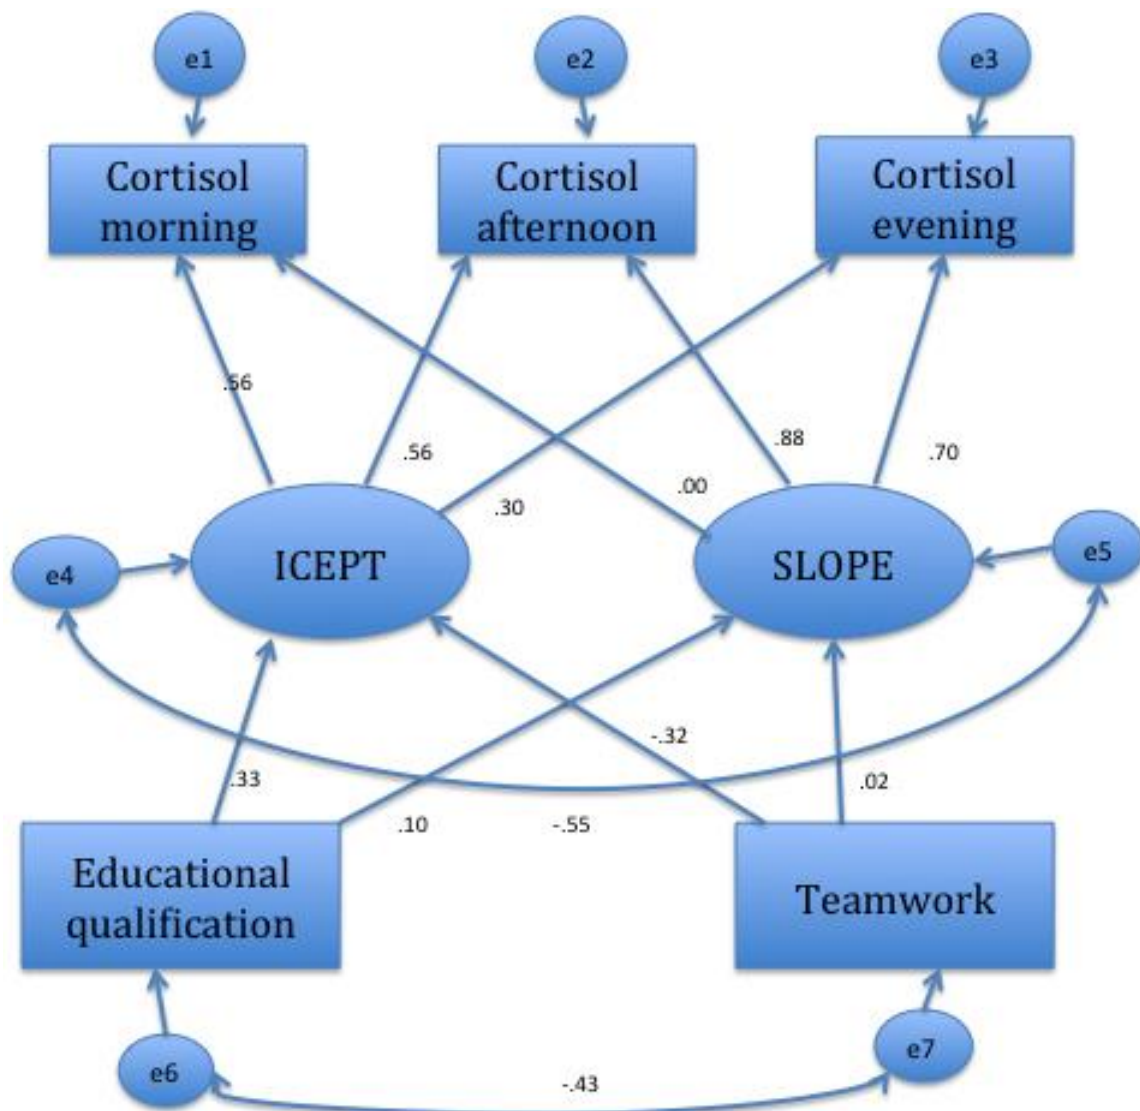 e1
e2
e3
Cortisol
morning
Cortisol
afternoon
Cortisol
evening
.56
.56
.30
.00
.88
.70
e4
ICEPT
SLOPE
e5
.33
.10
-.55
-.32
.02
Educational
qualification
Teamwork
e6
-.43
e7